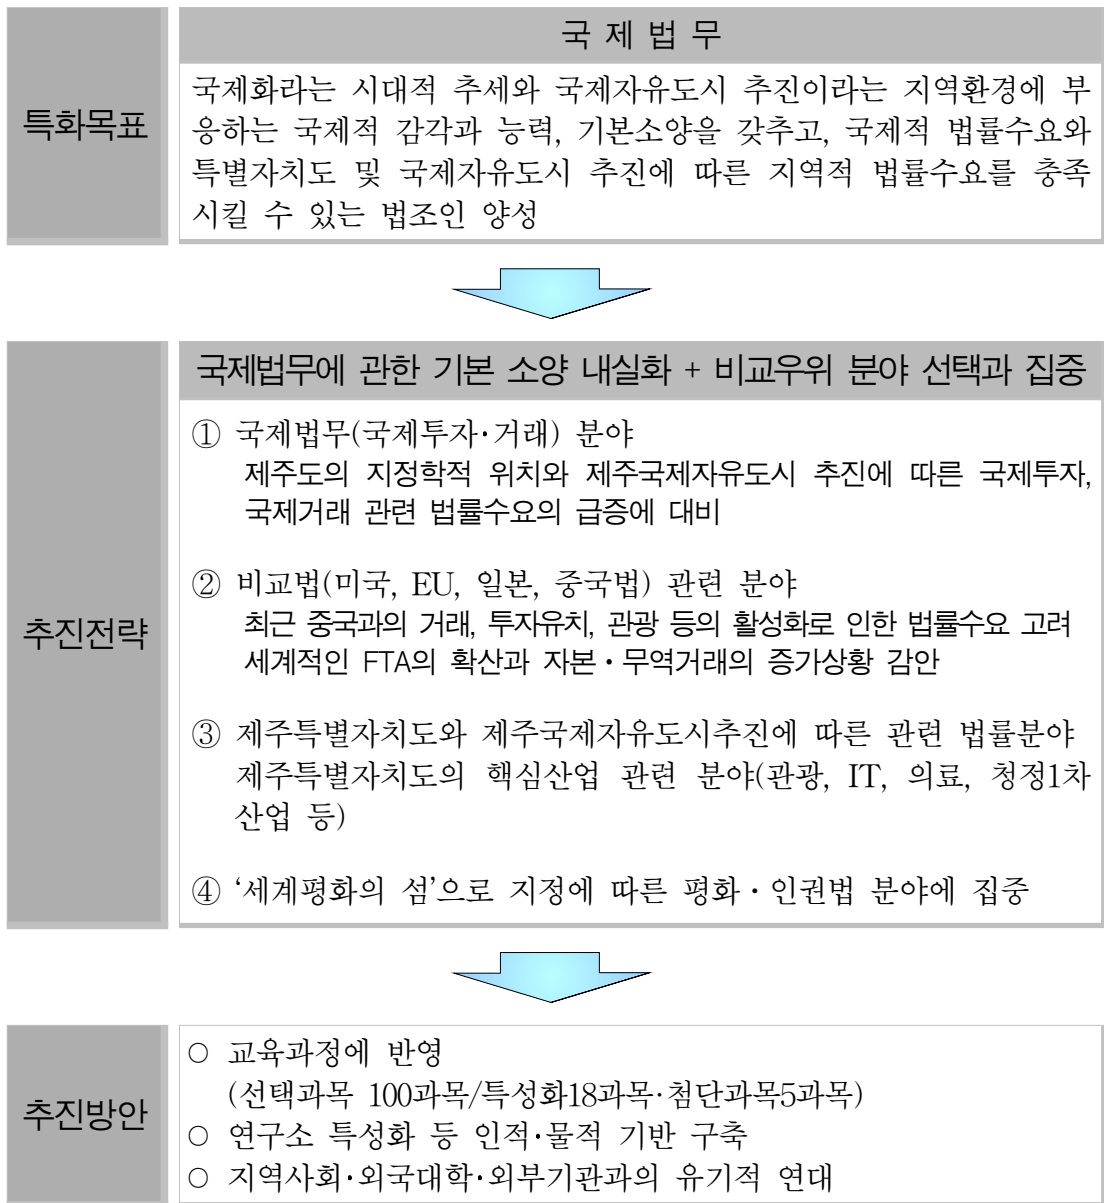 특화목표
국 제 법 무
국제화라는 시대적 추세와 국제자유도시 추진이라는 지역환경에 부
응하는 국제적 감각과 능력, 기본소양을 갖추고, 국제적 법률수요와
특별자치도 및 국제자유도시 추진에 따른 지역적 법률수요를 충족
시킬 수 있는 법조인 양성
추진전략
국제법무에 관한 기본 소양 내실화 + 비교우위 분야 선택과 집중
① 국제법무(국제투자·거래) 분야
제주도의 지정학적 위치와 제주국제자유도시 추진에 따른 국제투자,
국제거래 관련 법률수요의 급증에 대비
② 비교법(미국, EU, 일본, 중국법) 관련 분야
최근 중국과의 거래, 투자유치, 관광 등의 활성화로 인한 법률수요 고려
세계적인 FTA의 확산과 자본·무역거래의 증가상황 감안
③ 제주특별자치도와 제주국제자유도시추진에 따른 관련 법률분야
제주특별자치도의 핵심산업 관련 분야(관광, IT, 의료, 청정1차
산업 등)
④ ‘세계평화의 섬’으로 지정에 따른 평화·인권법 분야에 집중
추진방안
○ 교육과정에 반영
(선택과목 100과목/특성화18과목·첨단과목5과목)
○ 연구소 특성화 등 인적·물적 기반 구축
○ 지역사회·외국대학·외부기관과의 유기적 연대